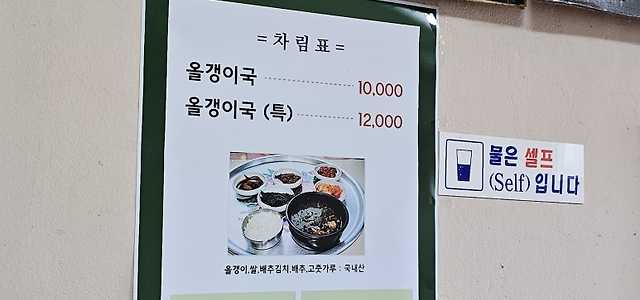 =차림표=
올갱이국 10,000
올갱이국 (특) 12,000
올갱이,쌀,배추김치,배추,고춧가루 : 국내산
물은 셀프
(Self) 입니다